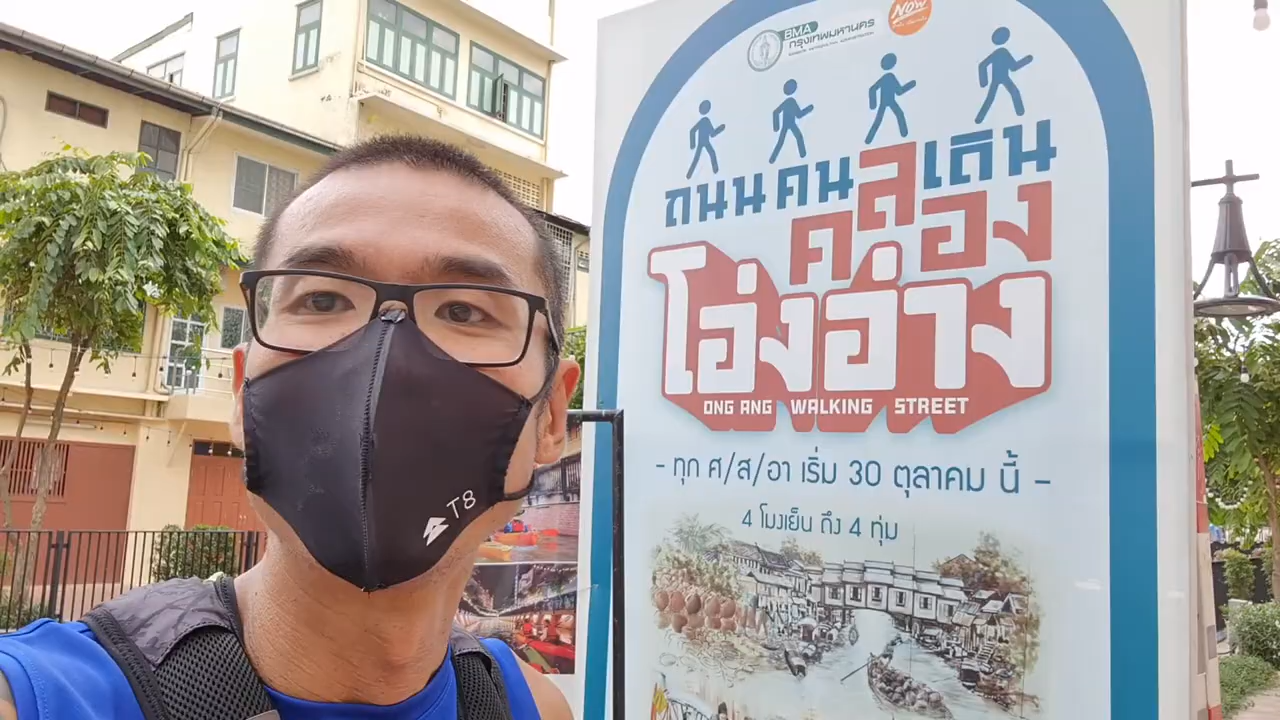 BMA
กรุงเทพมหานคร
Now
ถนนคนเดิน
คลอง
โอ่งอ่าง
ONG ANG WALKING STREET
- ทุก ศ/ส/อา เริ่ม 30 ตุลาคม นี้ -
4 โมงเย็น ถึง 4 ทุ่ม
T8